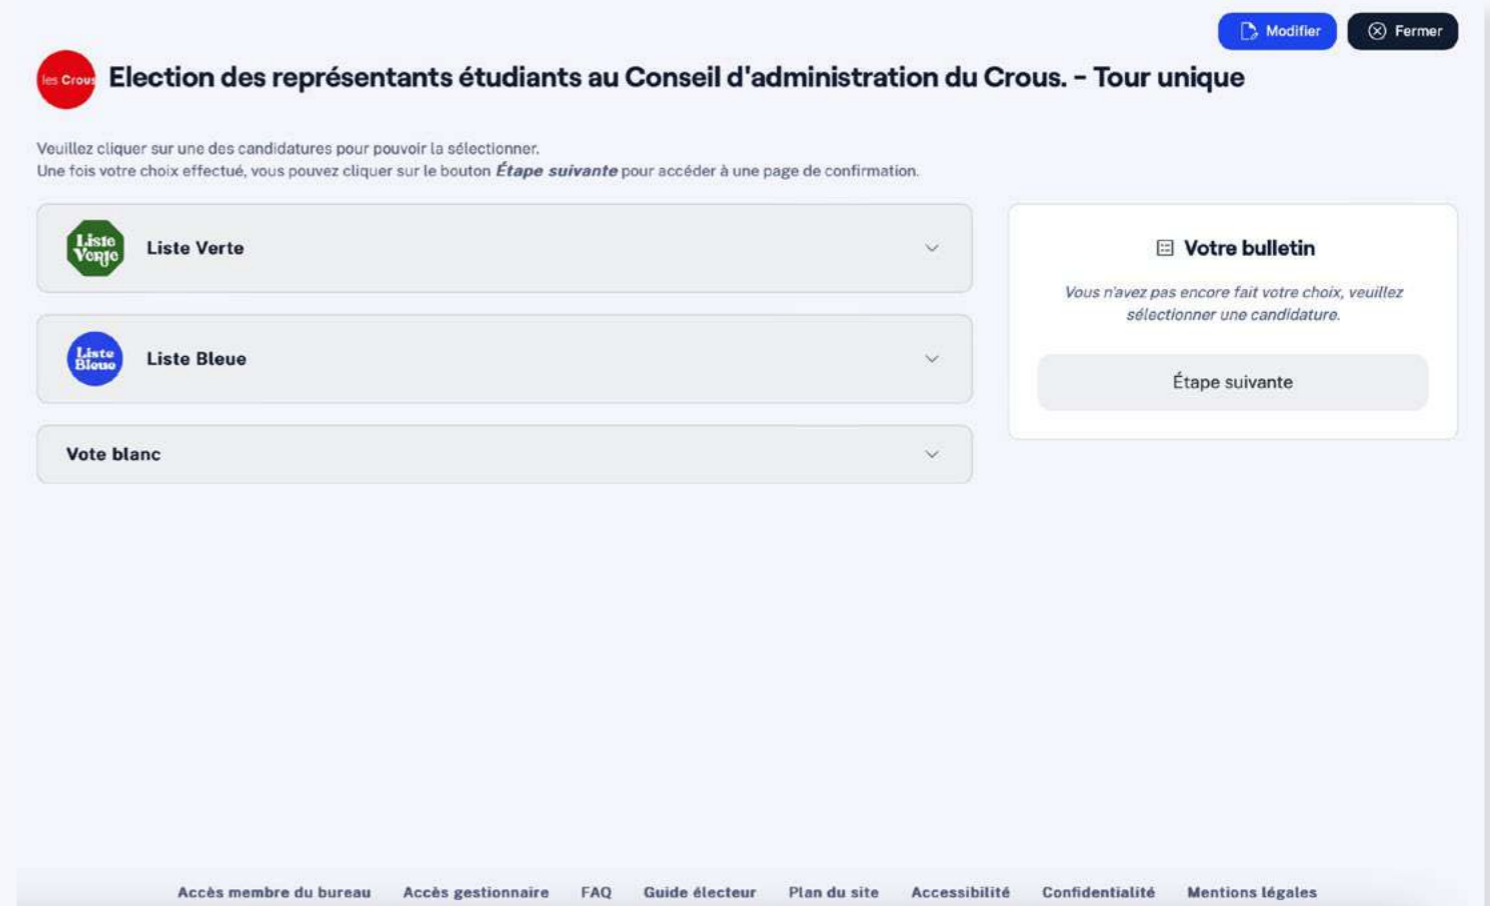 Modifier
Fermer
les Crous
Election des représentants étudiants au Conseil d'administration du Crous. - Tour unique
Veuillez cliquer sur une des candidatures pour pouvoir la sélectionner.
Une fois votre choix effectué, vous pouvez cliquer sur le bouton Étape suivante pour accéder à une page de confirmation.
Liste
Verte
Liste Verte
Liste
Bleue
Liste Bleue
Vote blanc
Votre bulletin
Vous n'avez pas encore fait votre choix, veuillez
sélectionner une candidature.
Étape suivante
Accès membre du bureau
Accès gestionnaire
FAQ
Guide électeur
Plan du site
Accessibilité
Confidentialité
Mentions légales